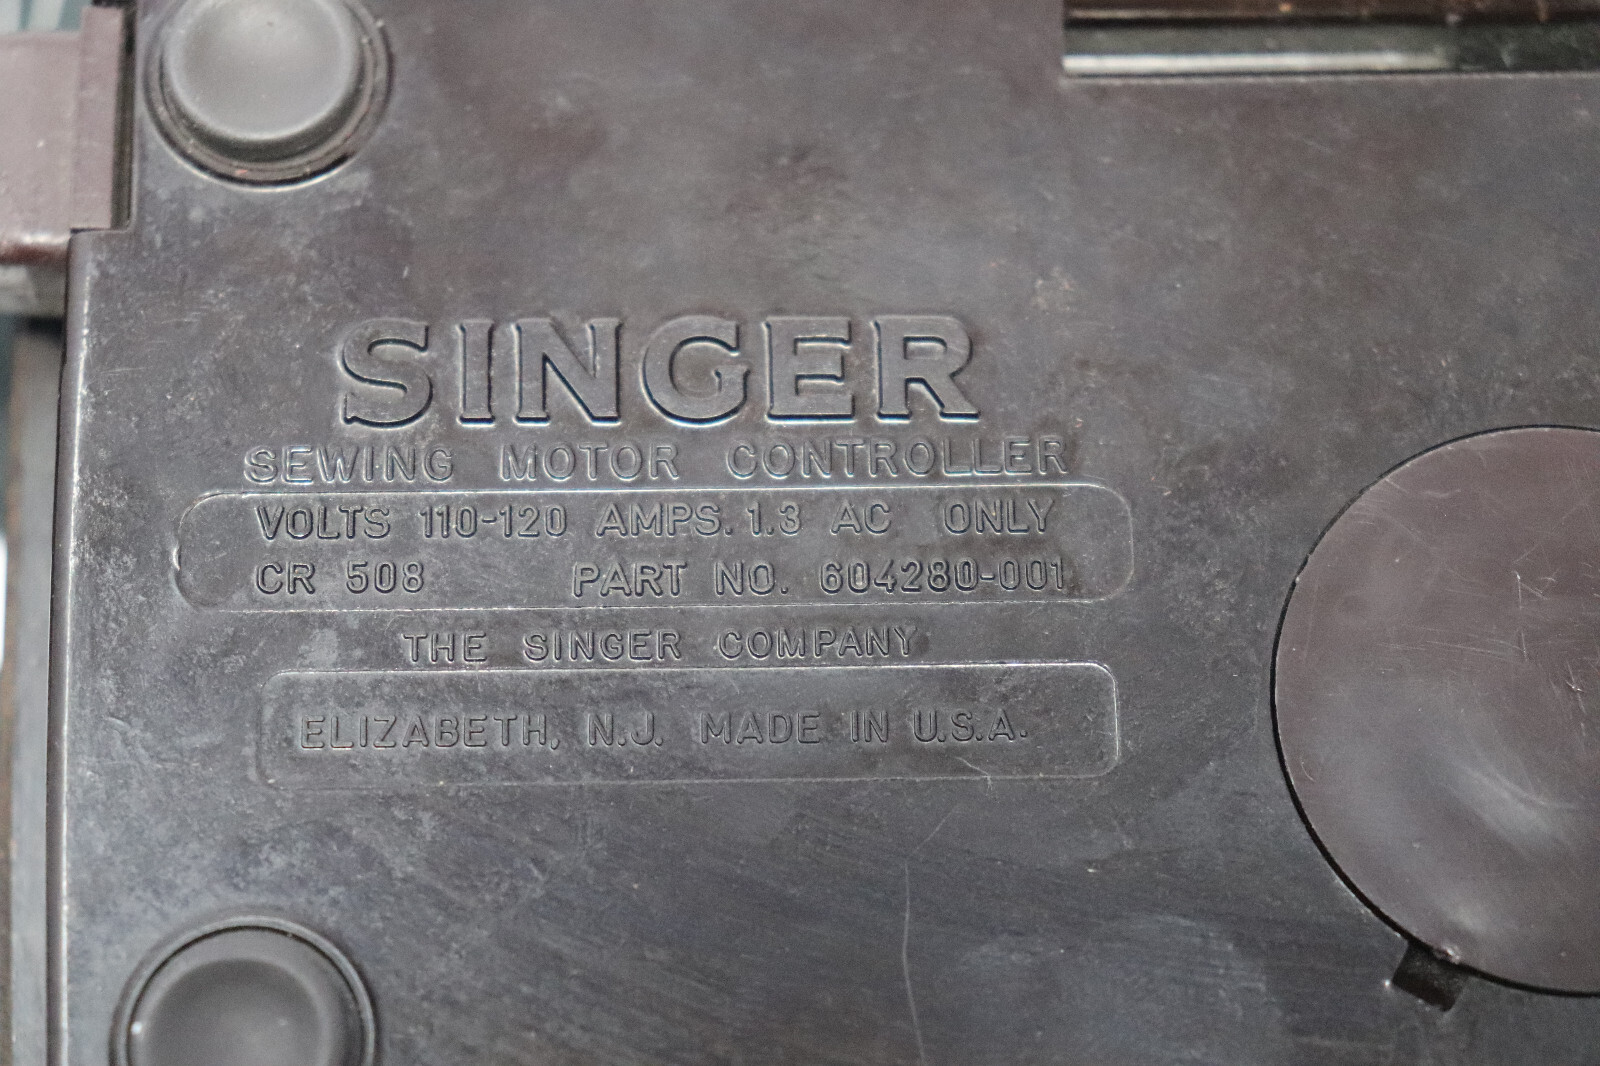 SINGER
SEWING MOTOR CONTROLLER
VOLTS 110-120 AMPS. 1.3 AC ONLY
CR 508 PART NO. 604280-001
THE SINGER COMPANY
ELIZABETH, N.J. MADE IN U.S.A.